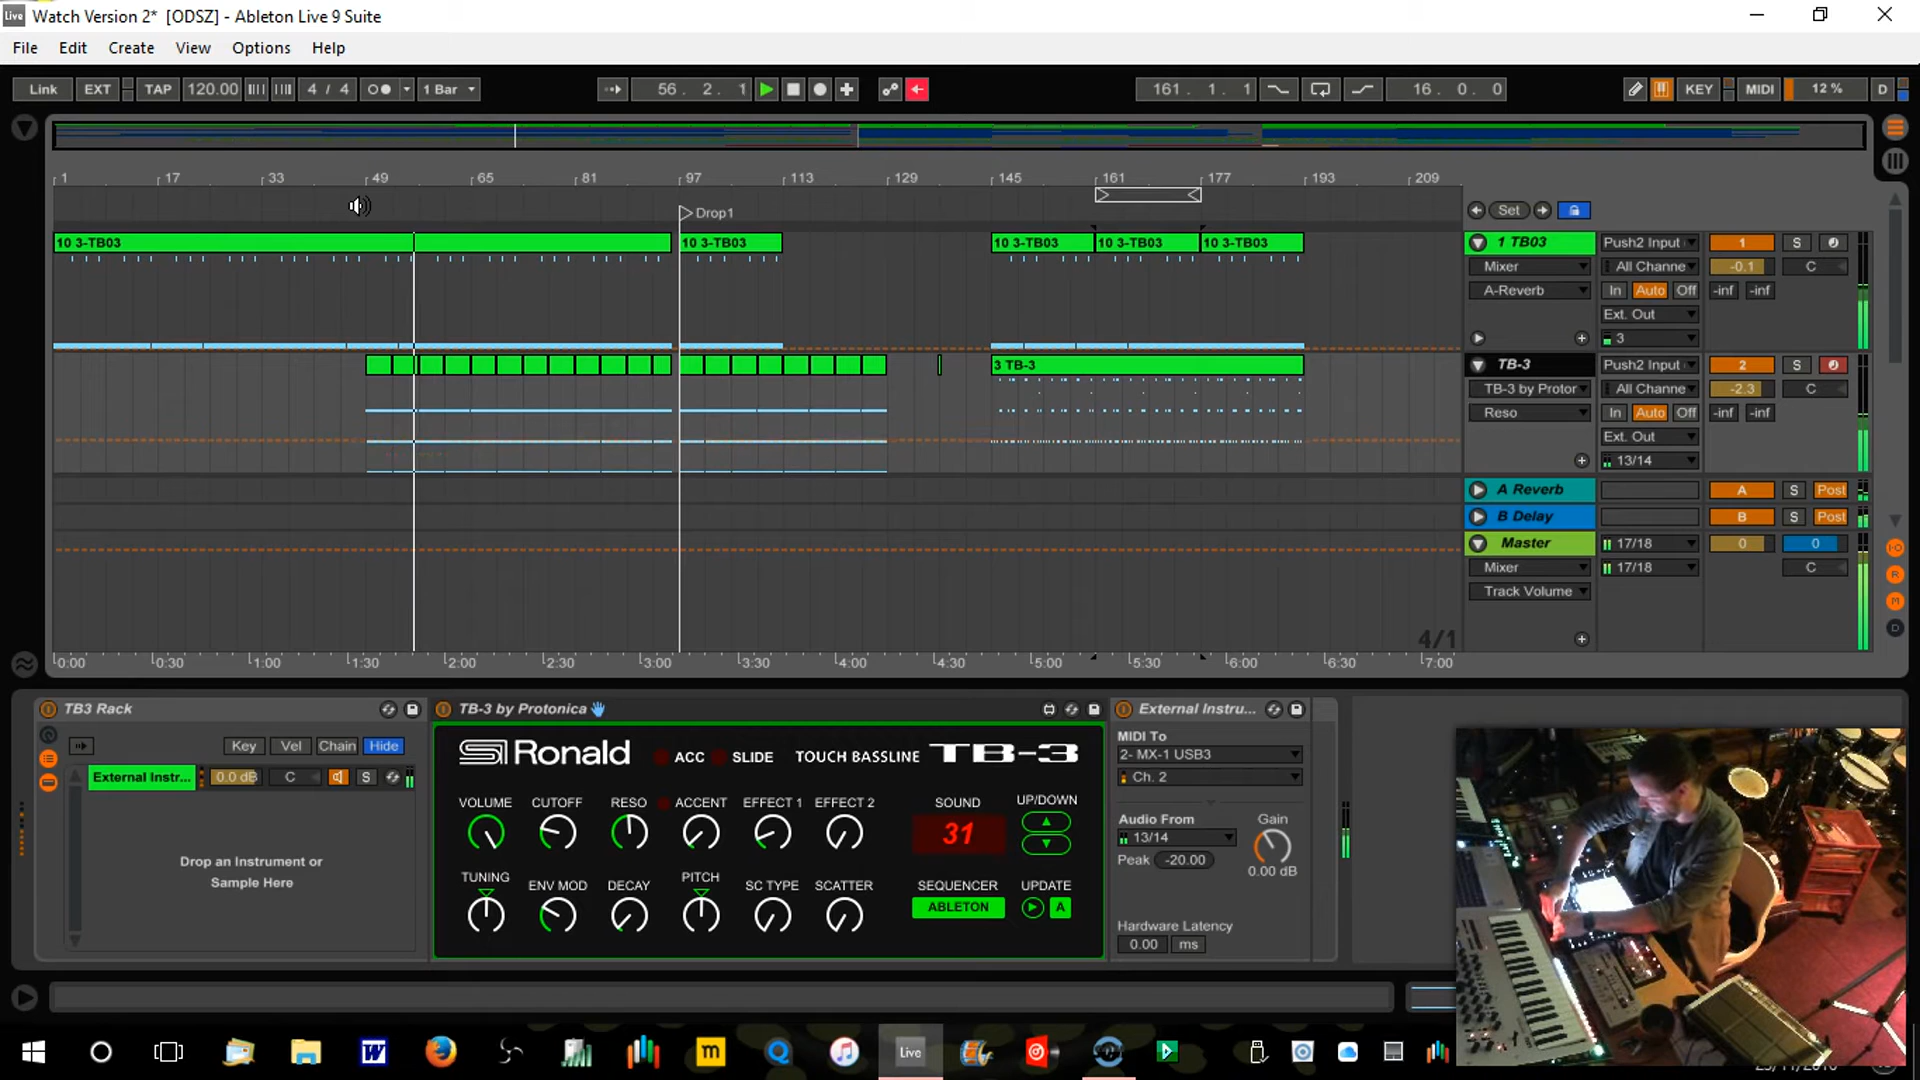 Live Watch Version 2* [ODSZ] - Ableton Live 9 Suite
File Edit Create View Options Help
Link EXT TAP 120.00 4 / 4 1 Bar 56. 2. 1 161. 1. 1 16. 0. 0 KEY MIDI 12 % D
1 17 33 49 65 81 97 113 129 145 161 177 193 209
Drop1
Set
10 3-TB03 10 3-TB03 10 3-TB03 10 3-TB03 10 3-TB03
1 TB03 Push2 Input 1 S
Mixer All Channe -0.1 C
A-Reverb In Auto Off -inf -inf
Ext. Out
3
3 TB-3
TB-3 Push2 Input 2 S
TB-3 by Protor All Channe -2.3 C
Reso In Auto Off -inf -inf
Ext. Out
13/14
A Reverb A S Post
B Delay B S Post
Master 17/18 0 0
Mixer 17/18 C
Track Volume
4/1
0:00 0:30 1:00 1:30 2:00 2:30 3:00 3:30 4:00 4:30 5:00 5:30 6:00 6:30 7:00
I-O
R
M
D
TB3 Rack
Key Vel Chain Hide
External Instr... 0.0 dB C S
Drop an Instrument or
Sample Here
TB-3 by Protonica
Ronald ACC SLIDE TOUCH BASSLINE TB-3
VOLUME CUTOFF RESO ACCENT EFFECT 1 EFFECT 2 SOUND UP/DOWN
31
TUNING ENV MOD DECAY PITCH SC TYPE SCATTER SEQUENCER UPDATE
ABLETON A
External Instru...
MIDI To
2- MX-1 USB3
Ch. 2
Audio From Gain
13/14
Peak -20.00 0.00 dB
Hardware Latency
0.00 ms
Live